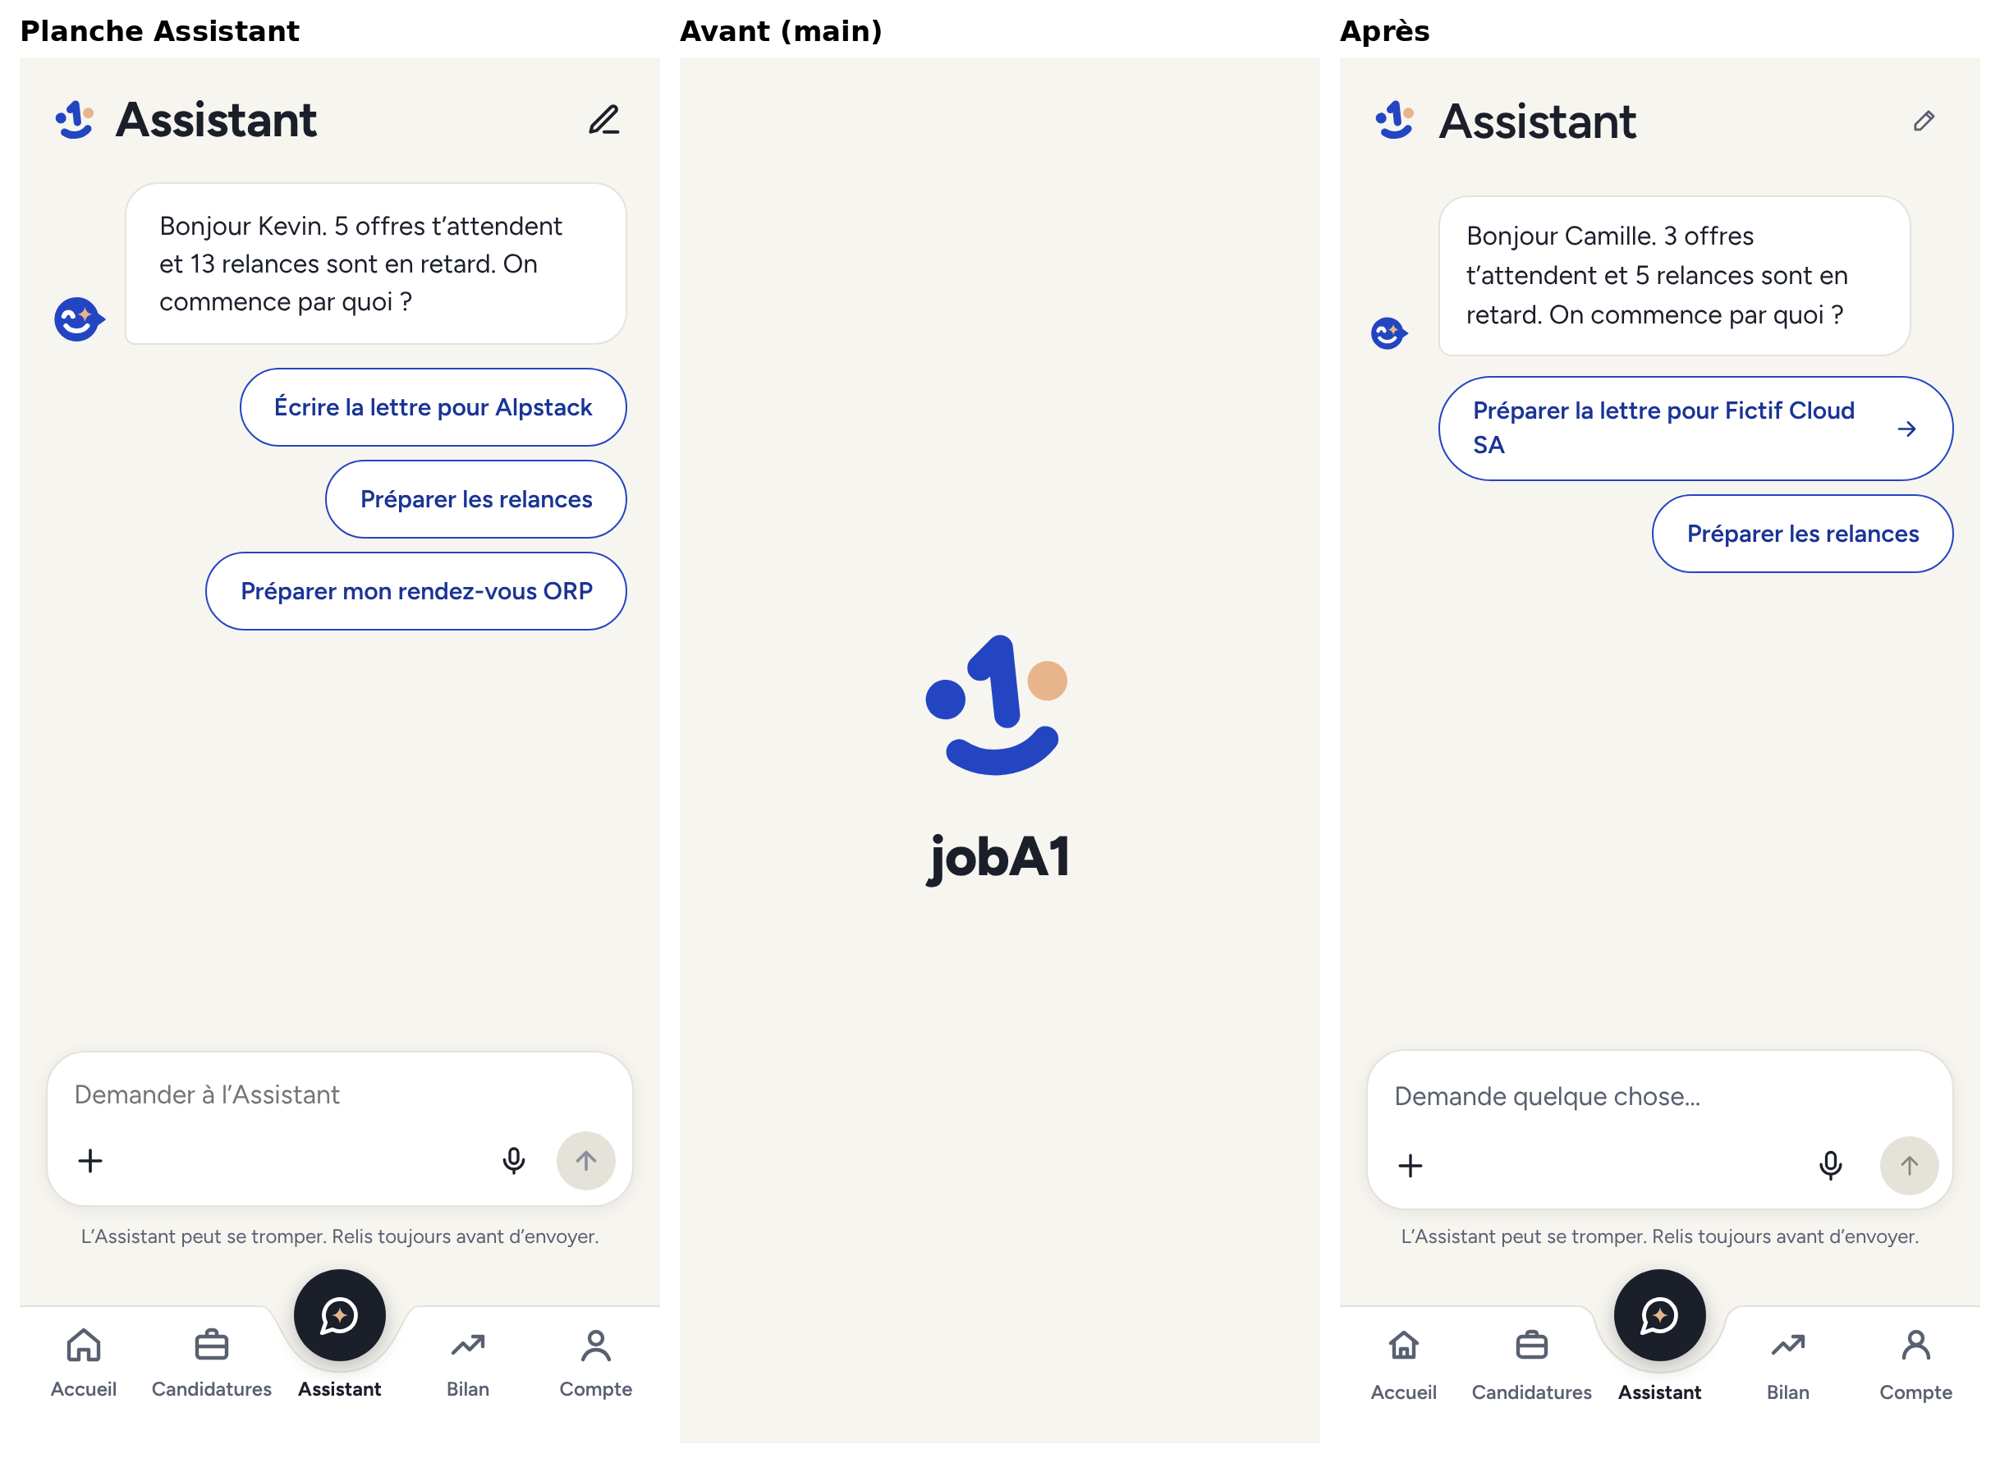 Planche Assistant
Assistant
Bonjour Kevin. 5 offres t’attendent
et 13 relances sont en retard. On
commence par quoi ?
Écrire la lettre pour Alpstack
Préparer les relances
Préparer mon rendez-vous ORP
Demander à l’Assistant
L’Assistant peut se tromper. Relis toujours avant d’envoyer.
Accueil
Candidatures
Assistant
Bilan
Compte
Avant (main)
jobA1
Après
Assistant
Bonjour Camille. 3 offres
t’attendent et 5 relances sont en
retard. On commence par quoi ?
Préparer la lettre pour Fictif Cloud
SA
Préparer les relances
Demande quelque chose...
L’Assistant peut se tromper. Relis toujours avant d’envoyer.
Accueil
Candidatures
Assistant
Bilan
Compte